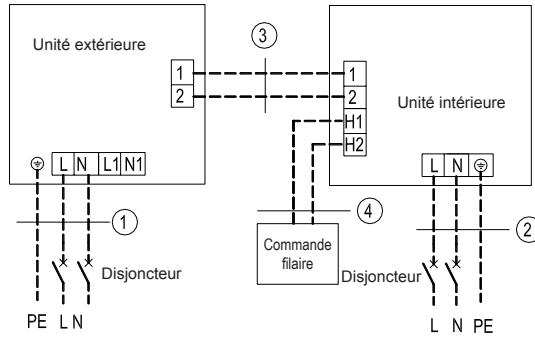 Unité extérieure
3
1
2
1
2
H1
H2
Unité intérieure
L N L1 N1
L N
1
4
2
Commande
filaire
Disjoncteur
Disjoncteur
PE L N
L N PE